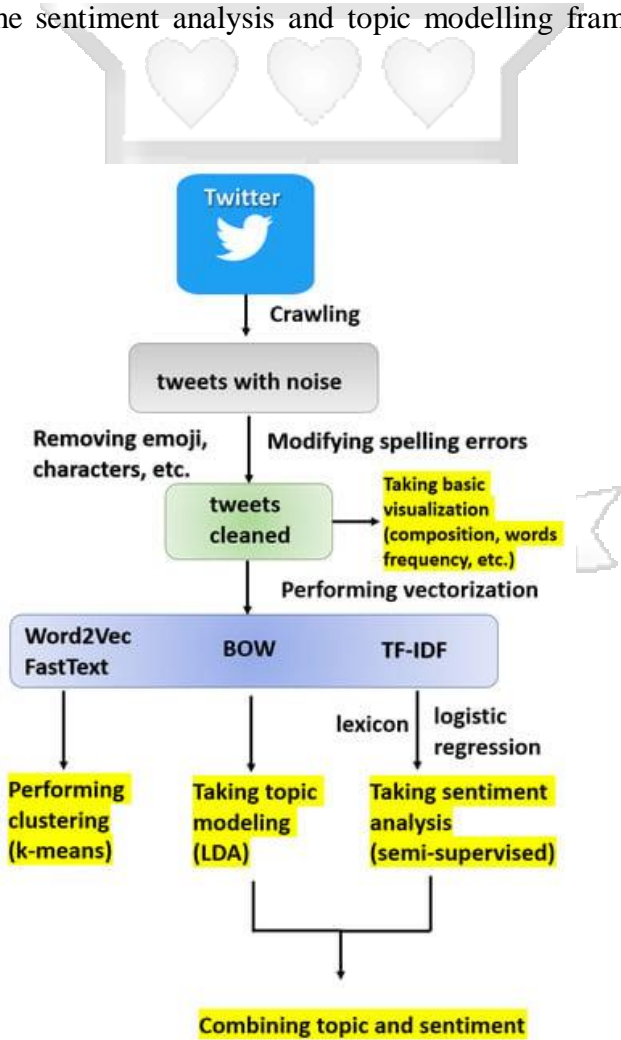 ne sentiment analysis and topic modelling fram
Twitter
Crawling
tweets with noise
Removing emoji,
characters, etc.
Modifying spelling errors
tweets
cleaned
Taking basic
visualization
(composition, words
frequency, etc.)
Performing vectorization
Word2Vec
FastText
BOW
TF-IDF
lexicon
logistic
regression
Performing
clustering
(k-means)
Taking topic
modeling
(LDA)
Taking sentiment
analysis
(semi-supervised)
Combining topic and sentiment